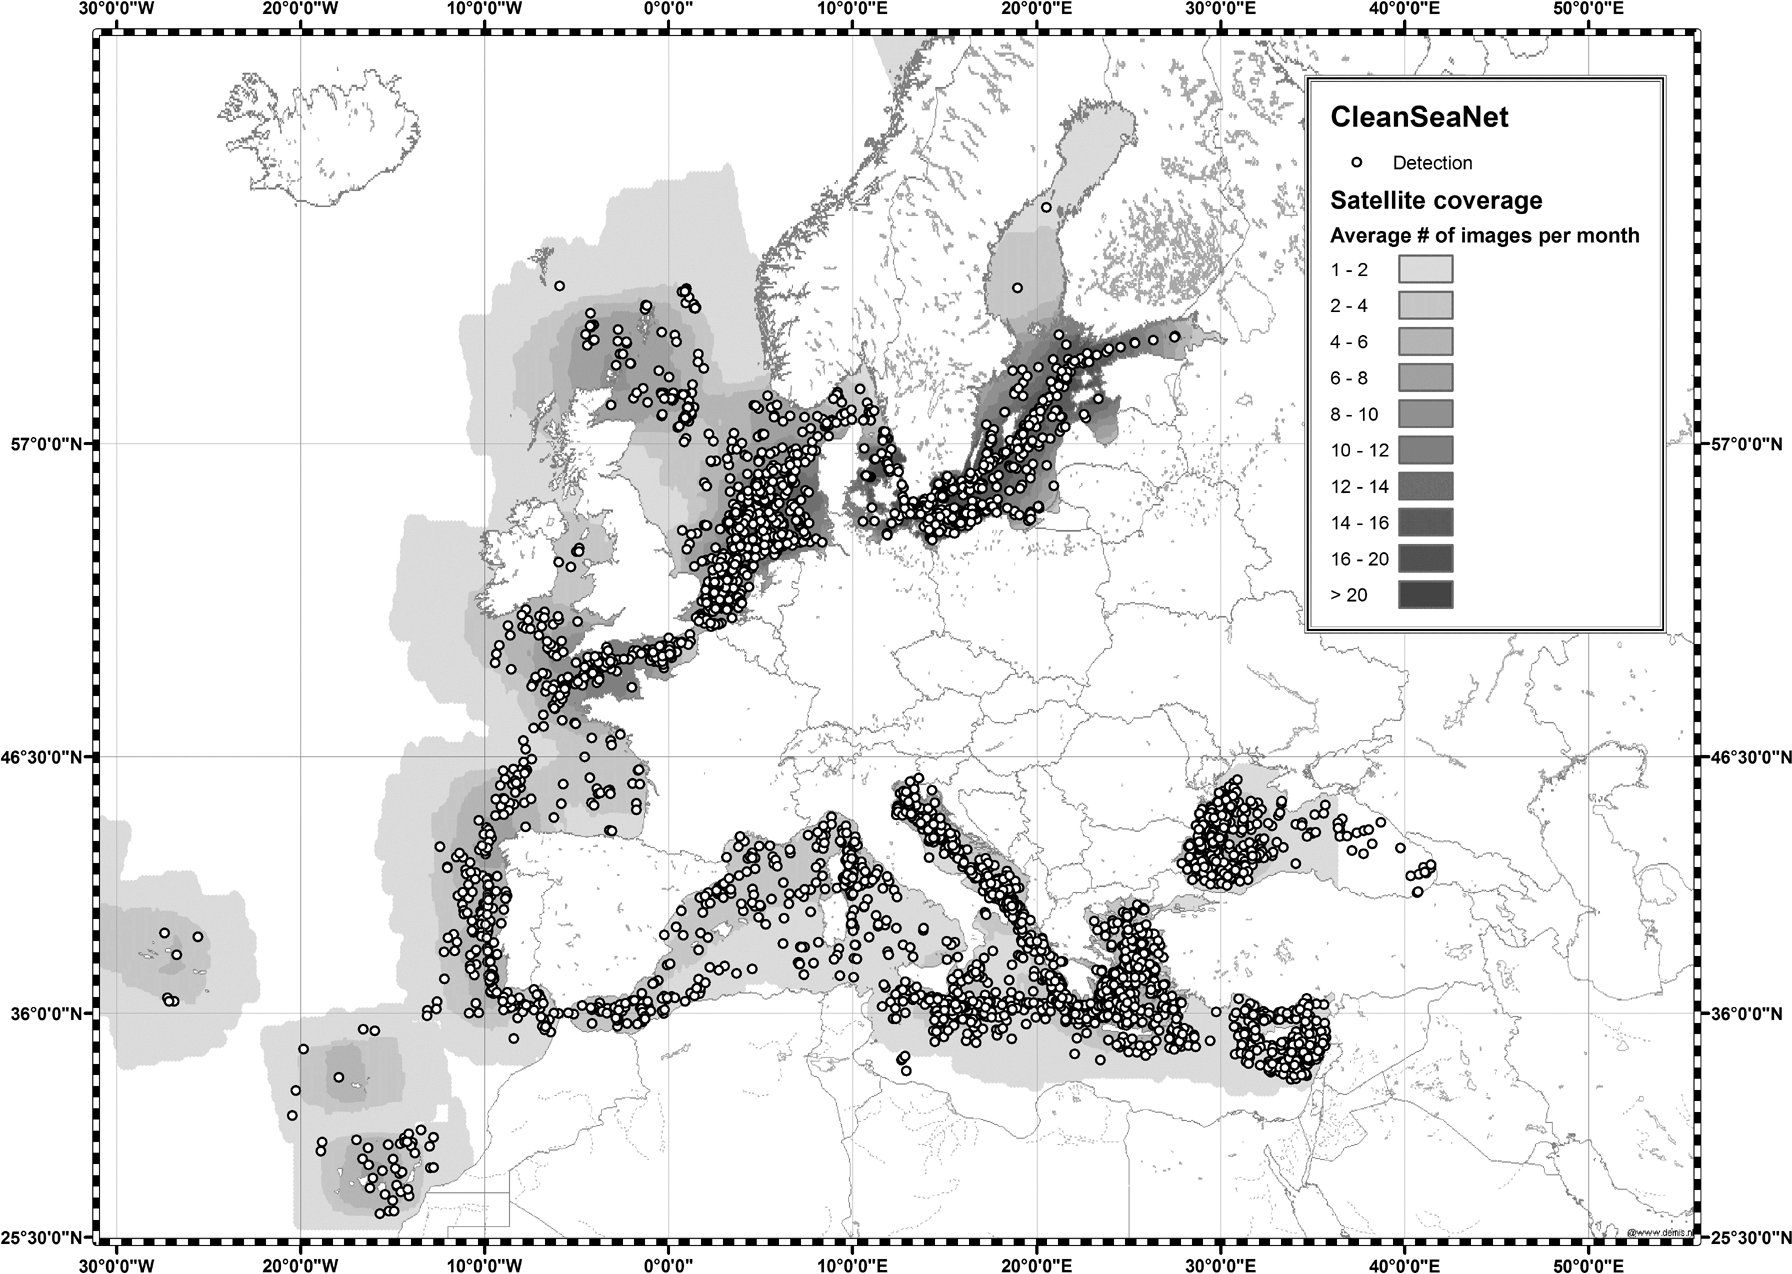 30°0'0"W 20°0'0"W 10°0'0"W 0°0'0" 10°0'0"E 20°0'0"E 30°0'0"E 40°0'0"E 50°0'0"E
CleanSeaNet
Detection
Satellite coverage
Average # of images per month
1 - 2
2 - 4
4 - 6
6 - 8
8 - 10
10 - 12
12 - 14
14 - 16
16 - 20
> 20
57°0'0"N 57°0'0"N
46°30'0"N 46°30'0"N
36°0'0"N 36°0'0"N
@www.demis.nl
25°30'0"N 25°30'0"N
30°0'0"W 20°0'0"W 10°0'0"W 0°0'0" 10°0'0"E 20°0'0"E 30°0'0"E 40°0'0"E 50°0'0"E